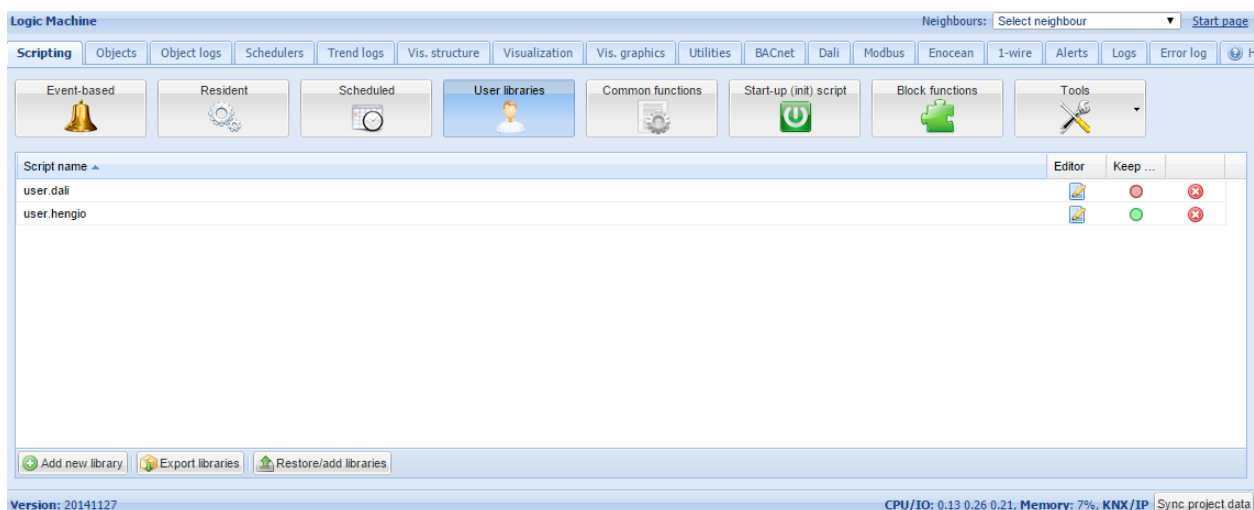 Logic Machine Neighbours: Select neighbour Start page
Scripting Objects Object logs Schedulers Trend logs Vis. structure Visualization Vis. graphics Utilities BACnet Dali Modbus Enocean 1-wire Alerts Logs Error log H
Event-based Resident Scheduled User libraries Common functions Start-up (init) script Block functions Tools
Script name Editor Keep ...
user.dali
user.hengio
Add new library Export libraries Restore/add libraries
Version: 20141127 CPU/IO: 0.13 0.26 0.21, Memory: 7%, KNX/IP Sync project data